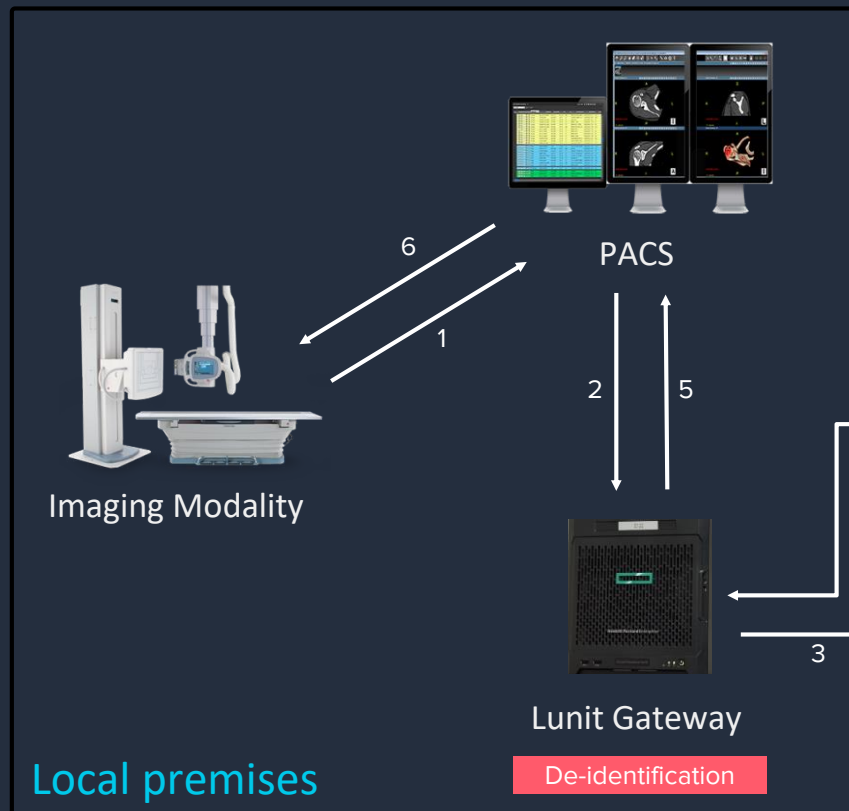 PACS
6
1
2
5
Imaging Modality
3
Lunit Gateway
De-identification
Local premises